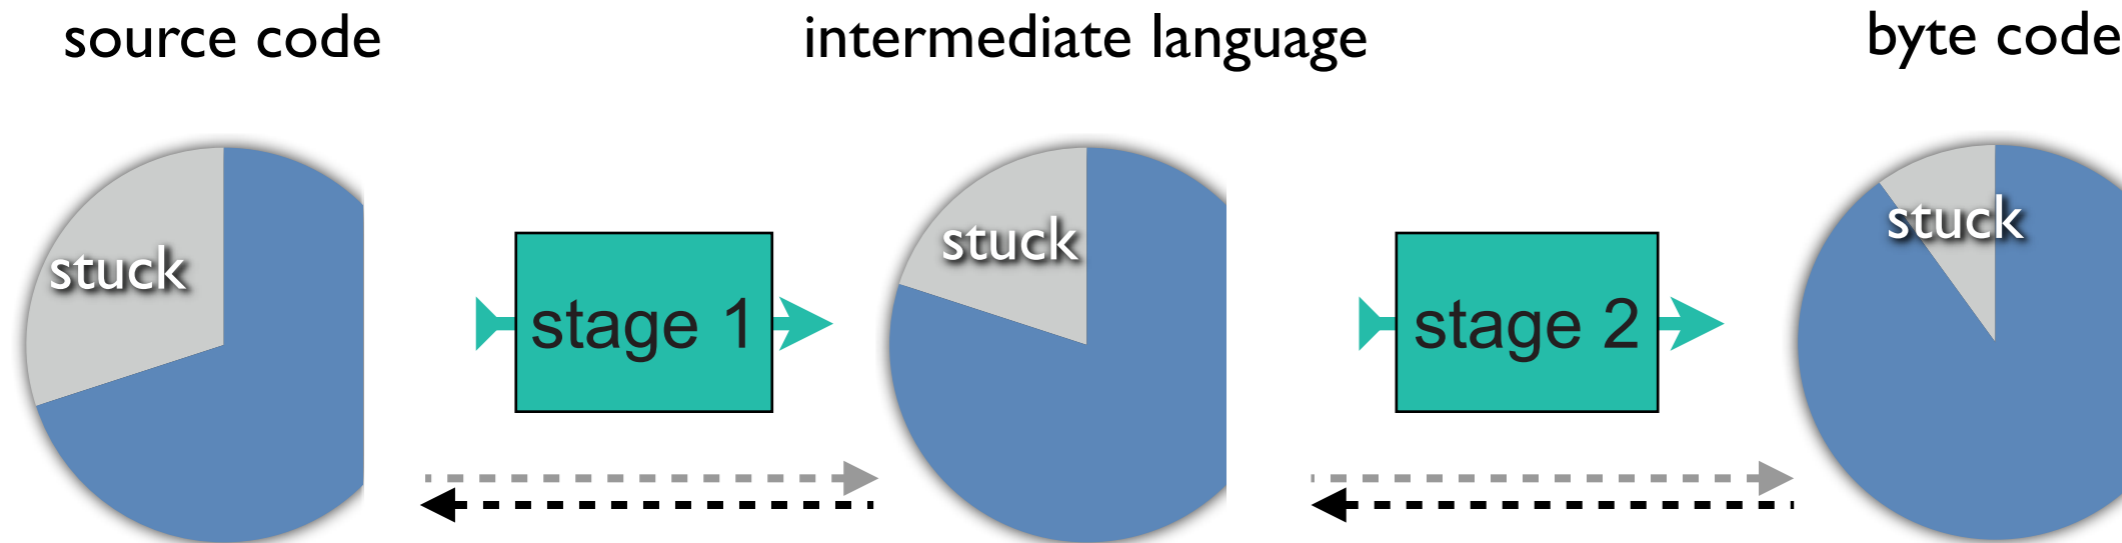 source code
intermediate language
byte code
stuck
stage 1
stuck
stage 2
stuck